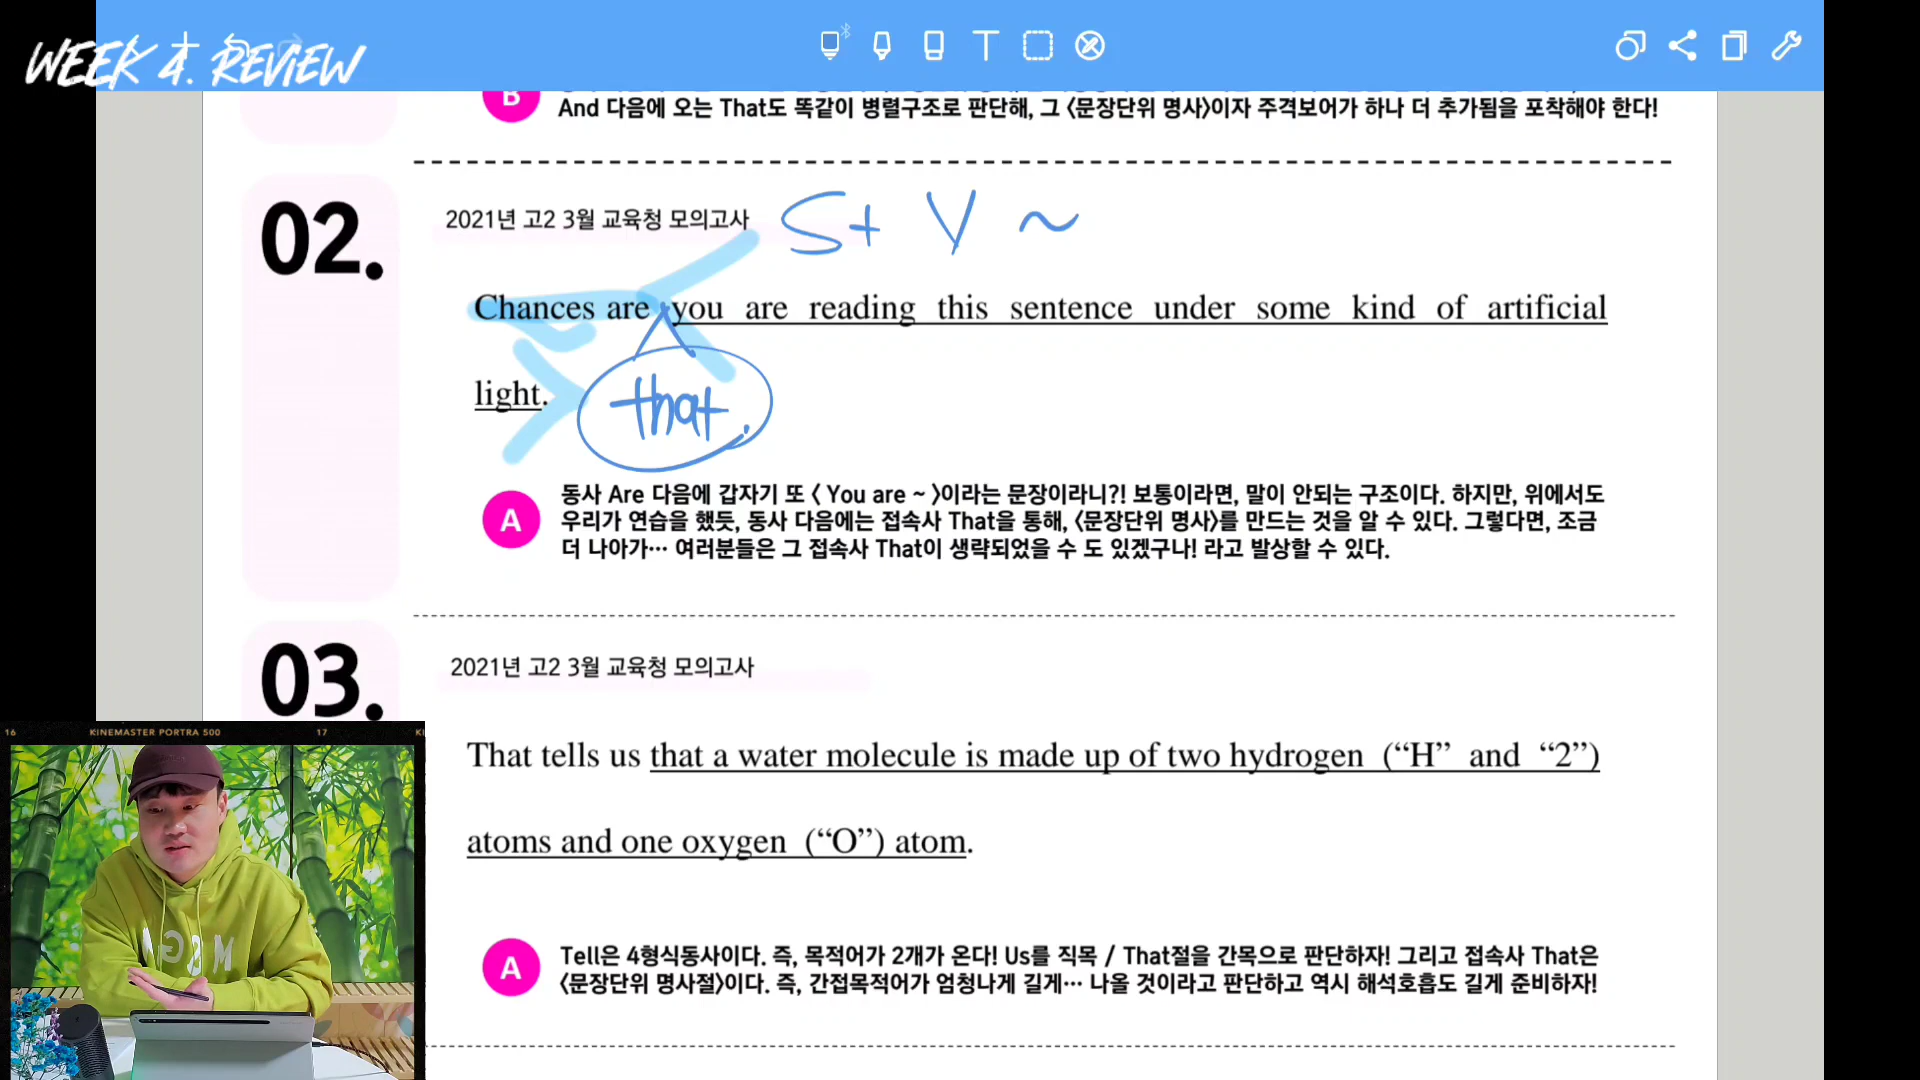 WEEK 4. REVIEW
B
And 다음에 오는 That도 똑같이 병렬구조로 판단해, 그 〈문장단위 명사〉이자 주격보어가 하나 더 추가됨을 포착해야 한다!
02.
2021년 고2 3월 교육청 모의고사
S + V ~
Chances are you are reading this sentence under some kind of artificial
light.
that
A
동사 Are 다음에 갑자기 또 〈 You are ~ 〉이라는 문장이라니?! 보통이라면, 말이 안되는 구조이다. 하지만, 위에서도
우리가 연습을 했듯, 동사 다음에는 접속사 That을 통해, 〈문장단위 명사〉를 만드는 것을 알 수 있다. 그렇다면, 조금
더 나아가… 여러분들은 그 접속사 That이 생략되었을 수 도 있겠구나! 라고 발상할 수 있다.
03.
2021년 고2 3월 교육청 모의고사
That tells us that a water molecule is made up of two hydrogen (“H” and “2”)
atoms and one oxygen (“O”) atom.
A
Tell은 4형식동사이다. 즉, 목적어가 2개가 온다! Us를 직목 / That절을 간목으로 판단하자! 그리고 접속사 That은
〈문장단위 명사절〉이다. 즉, 간접목적어가 엄청나게 길게… 나올 것이라고 판단하고 역시 해석호흡도 길게 준비하자!
16 KINEMASTER PORTRA 500 17 KI